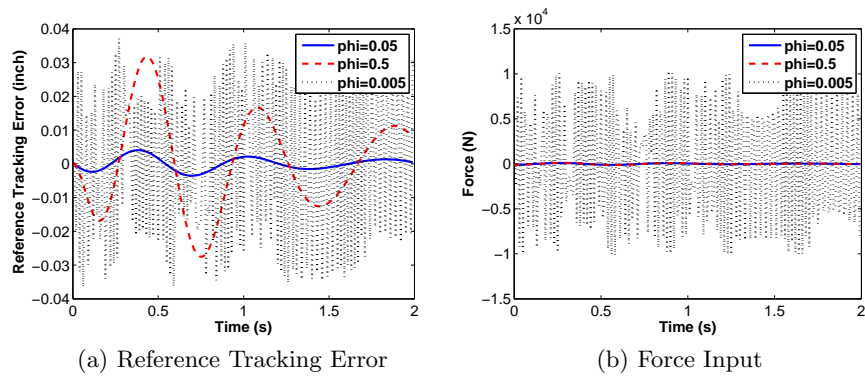 0.04
0.03
0.02
0.01
0
−0.01
−0.02
−0.03
−0.04
0 0.5 1 1.5 2
Reference Tracking Error (inch)
Time (s)
phi=0.05
phi=0.5
phi=0.005
(a) Reference Tracking Error
1.5 x 10^4
1
0.5
0
−0.5
−1
−1.5
0 0.5 1 1.5 2
Force (N)
Time (s)
phi=0.05
phi=0.5
phi=0.005
(b) Force Input